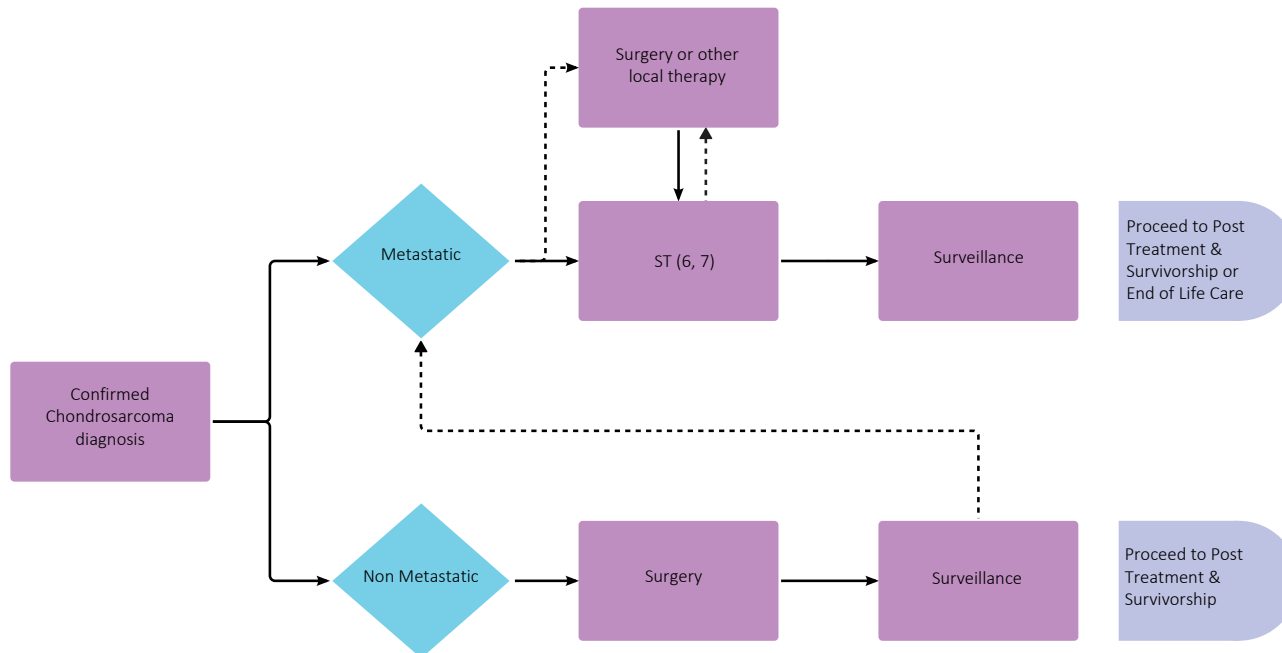 Surgery or other
local therapy
Metastatic
ST (6, 7)
Surveillance
Proceed to Post
Treatment &
Survivorship or
End of Life Care
Confirmed
Chondrosarcoma
diagnosis
Non Metastatic
Surgery
Surveillance
Proceed to Post
Treatment &
Survivorship